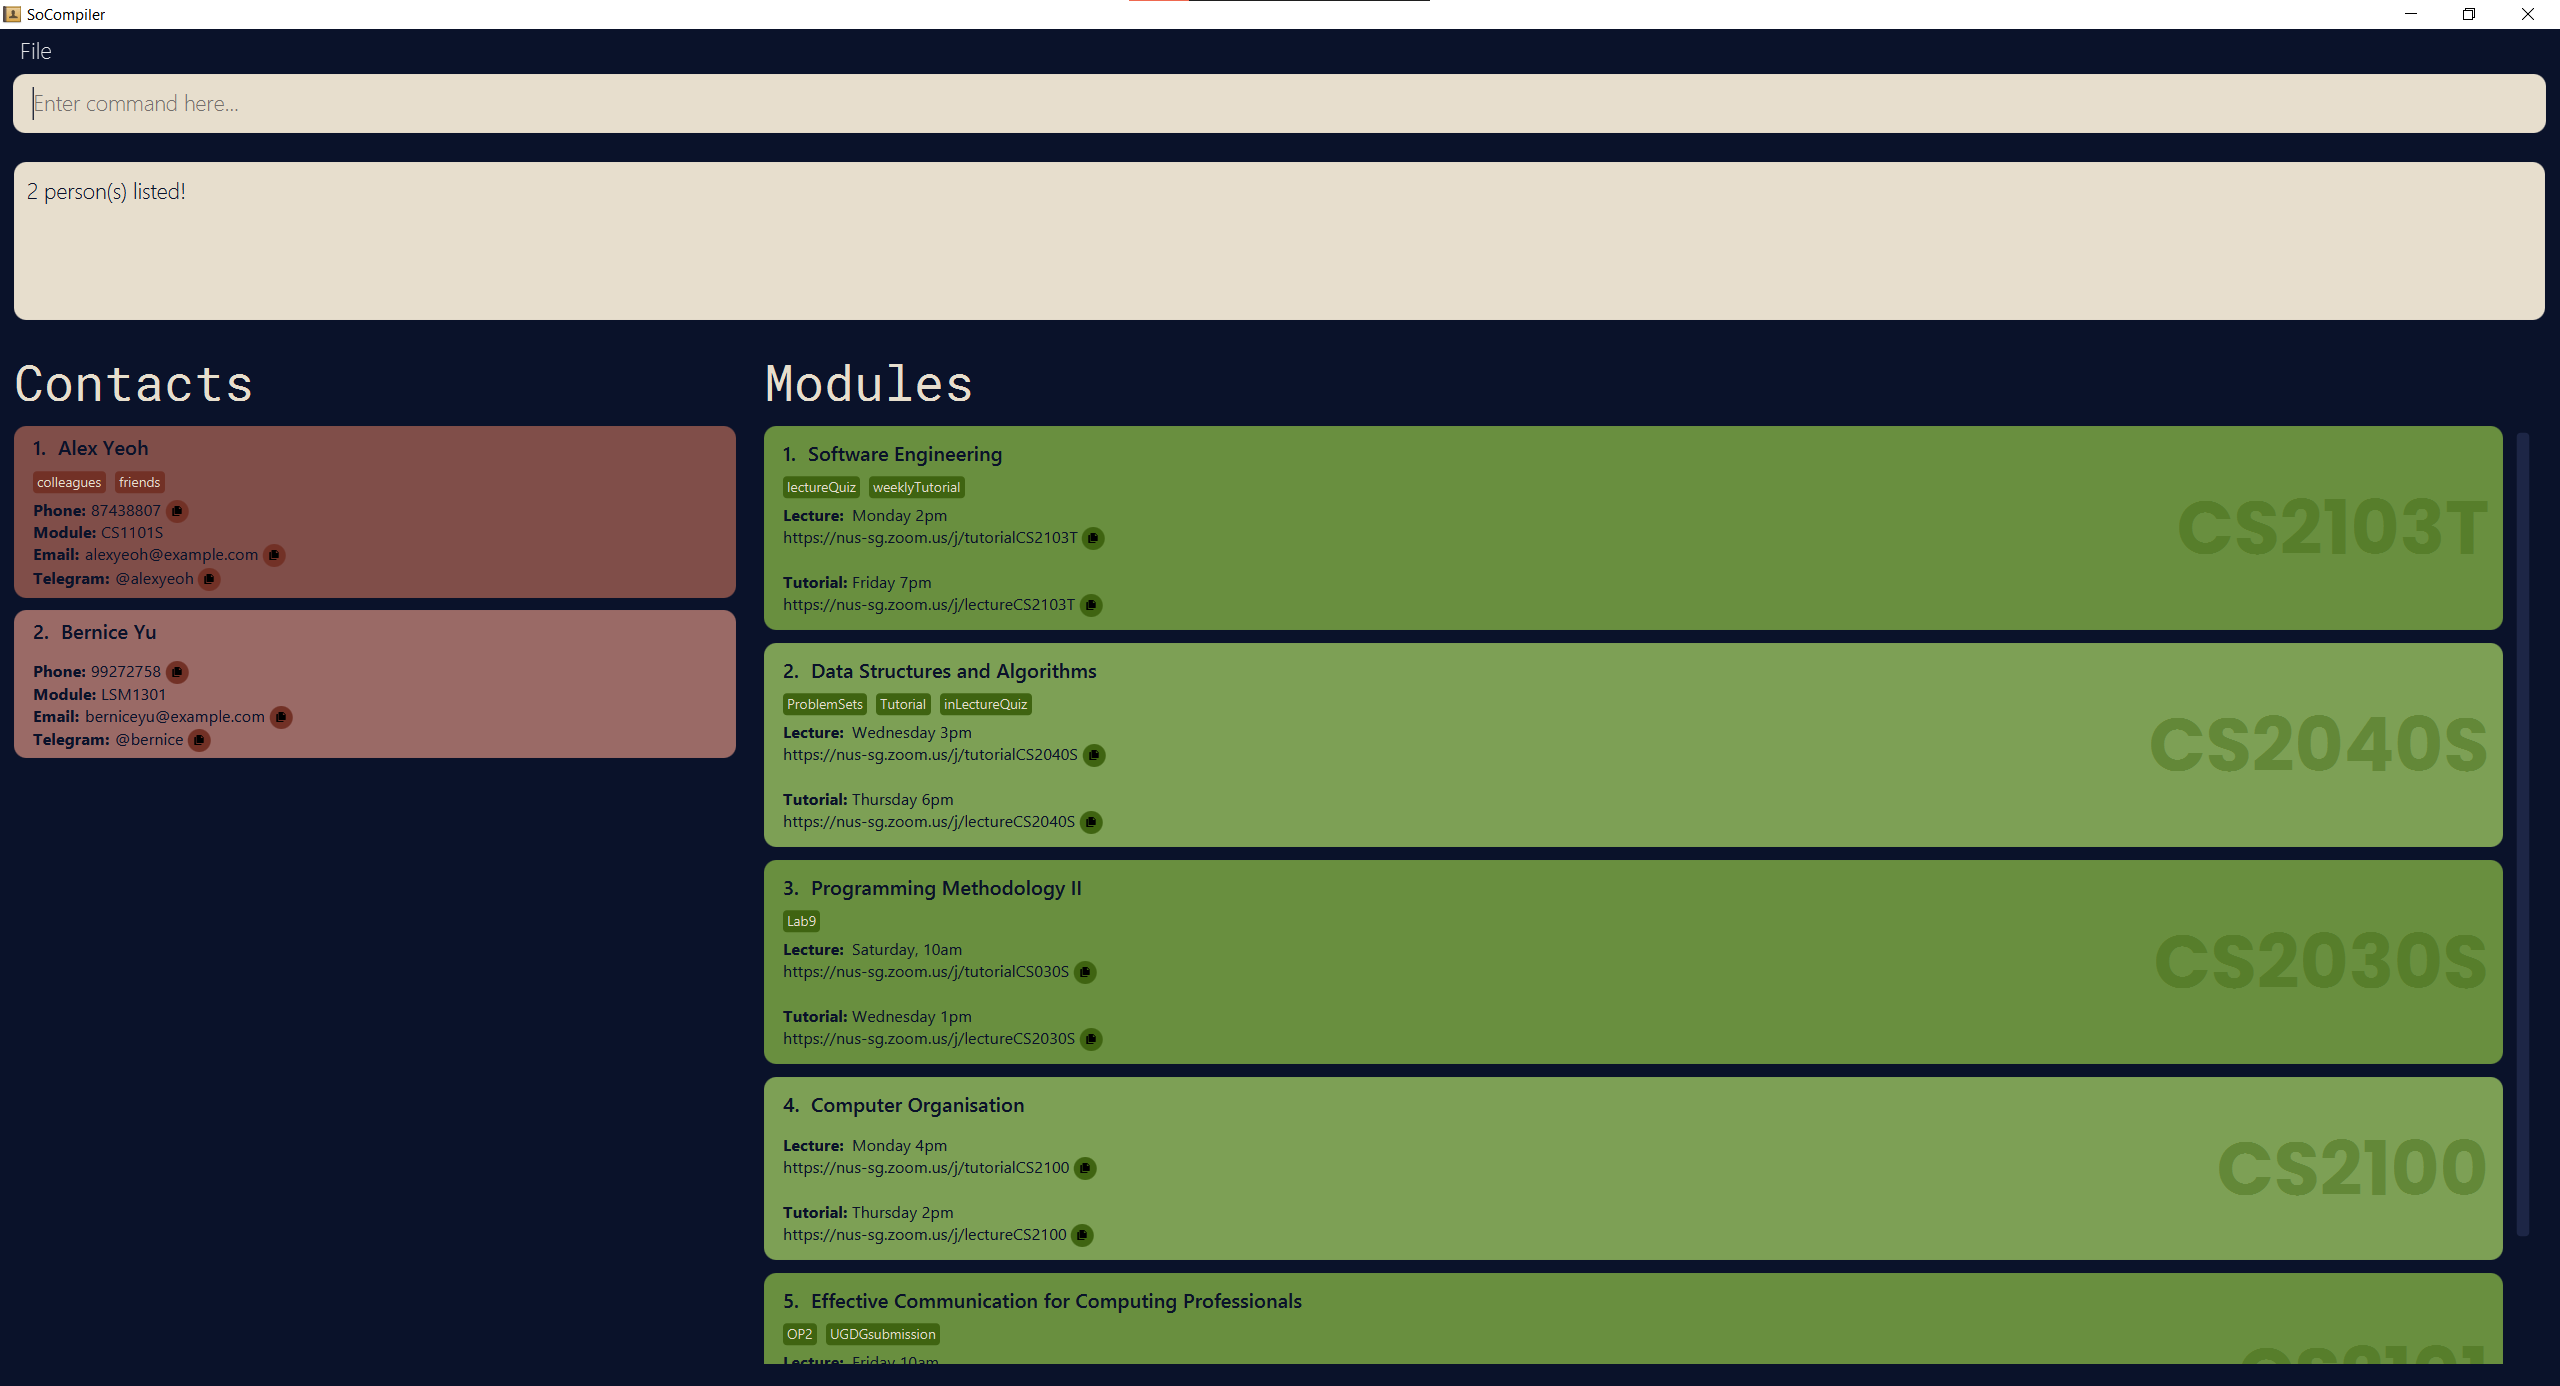 SoCompiler
File
Enter command here...
2 person(s) listed!
Contacts
1. Alex Yeoh
colleagues friends
Phone: 87438807
Module: CS1101S
Email: alexyeoh@example.com
Telegram: @alexyeoh
2. Bernice Yu
Phone: 99272758
Module: LSM1301
Email: berniceyu@example.com
Telegram: @bernice
Modules
1. Software Engineering
lectureQuiz weeklyTutorial
Lecture: Monday 2pm
https://nus-sg.zoom.us/j/tutorialCS2103T
Tutorial: Friday 7pm
https://nus-sg.zoom.us/j/lectureCS2103T
CS2103T
2. Data Structures and Algorithms
ProblemSets Tutorial inLectureQuiz
Lecture: Wednesday 3pm
https://nus-sg.zoom.us/j/tutorialCS2040S
Tutorial: Thursday 6pm
https://nus-sg.zoom.us/j/lectureCS2040S
CS2040S
3. Programming Methodology II
Lab9
Lecture: Saturday, 10am
https://nus-sg.zoom.us/j/tutorialCS030S
Tutorial: Wednesday 1pm
https://nus-sg.zoom.us/j/lectureCS2030S
CS2030S
4. Computer Organisation
Lecture: Monday 4pm
https://nus-sg.zoom.us/j/tutorialCS2100
Tutorial: Thursday 2pm
https://nus-sg.zoom.us/j/lectureCS2100
CS2100
5. Effective Communication for Computing Professionals
OP2 UGDGsubmission
Lecture: Friday 10am
CS2101